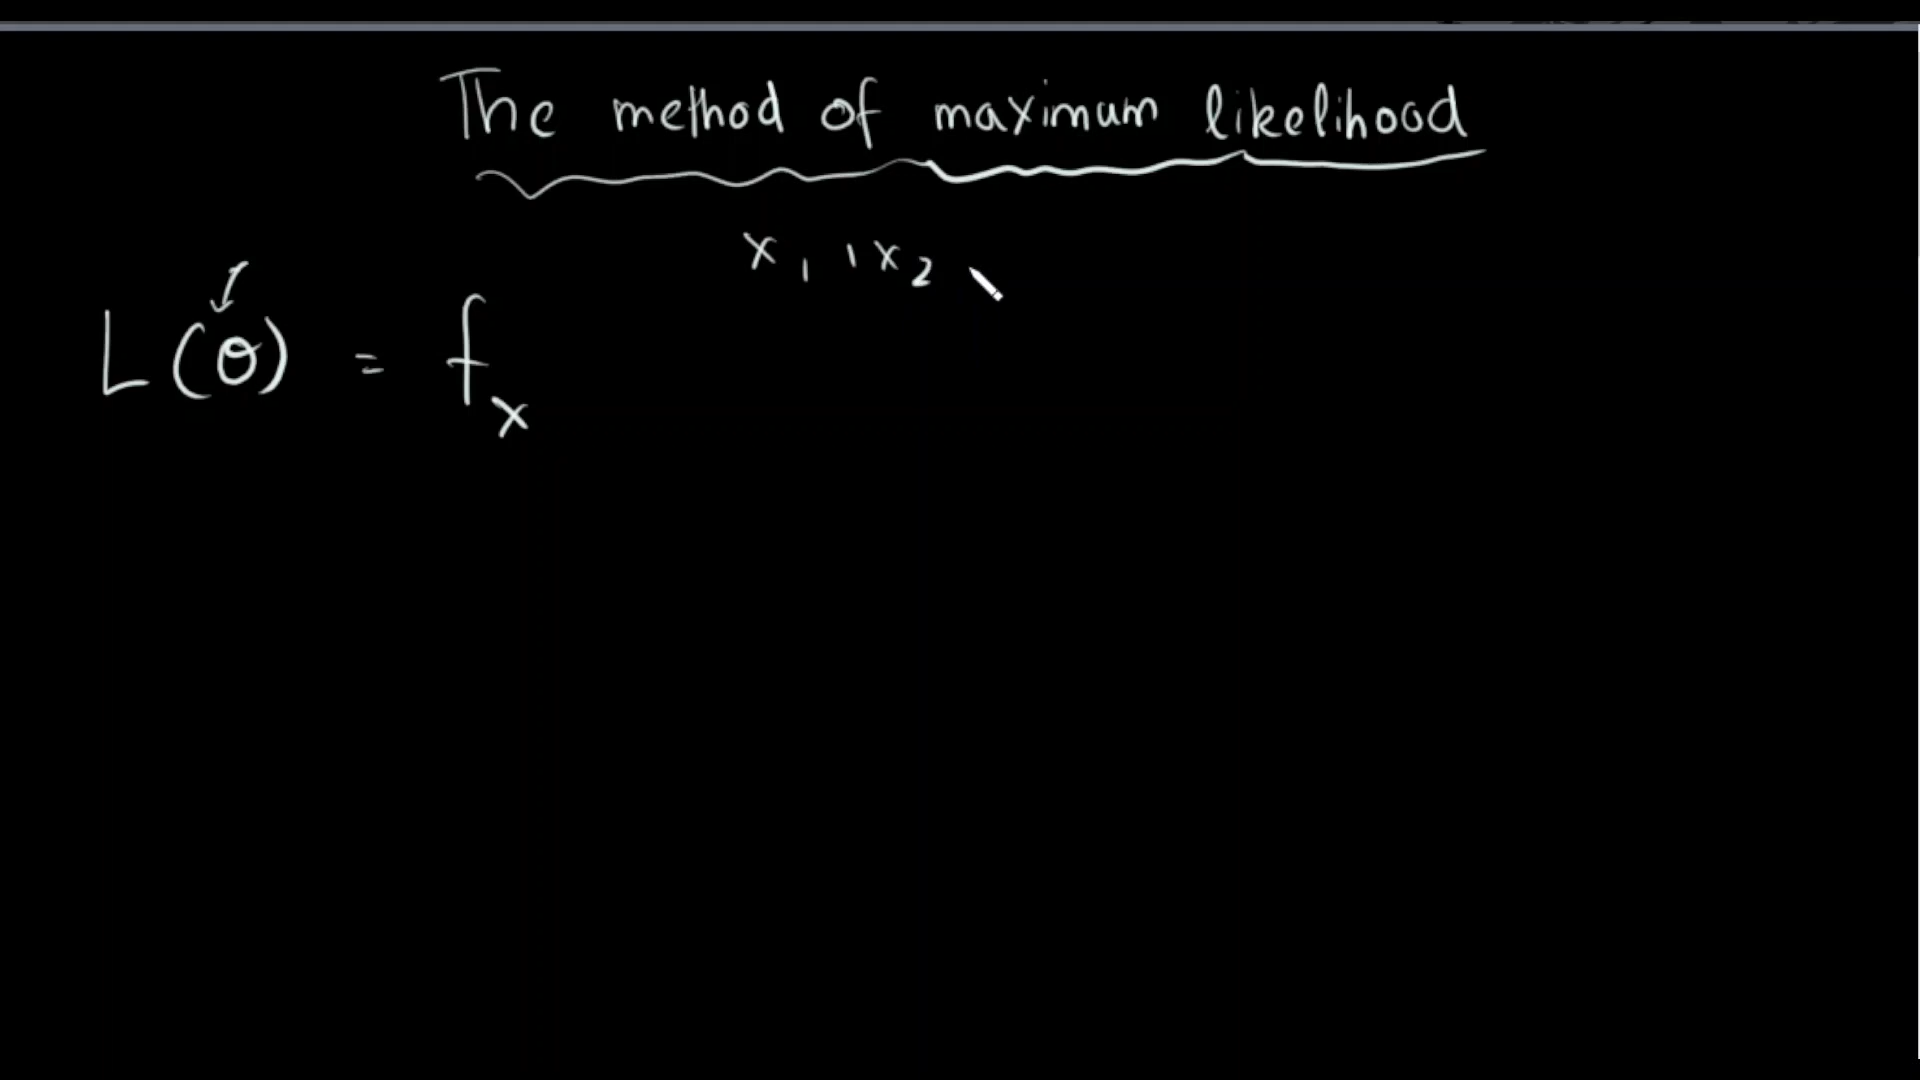 The method of maximum likelihood
x₁, x₂
L(θ) = fₓ